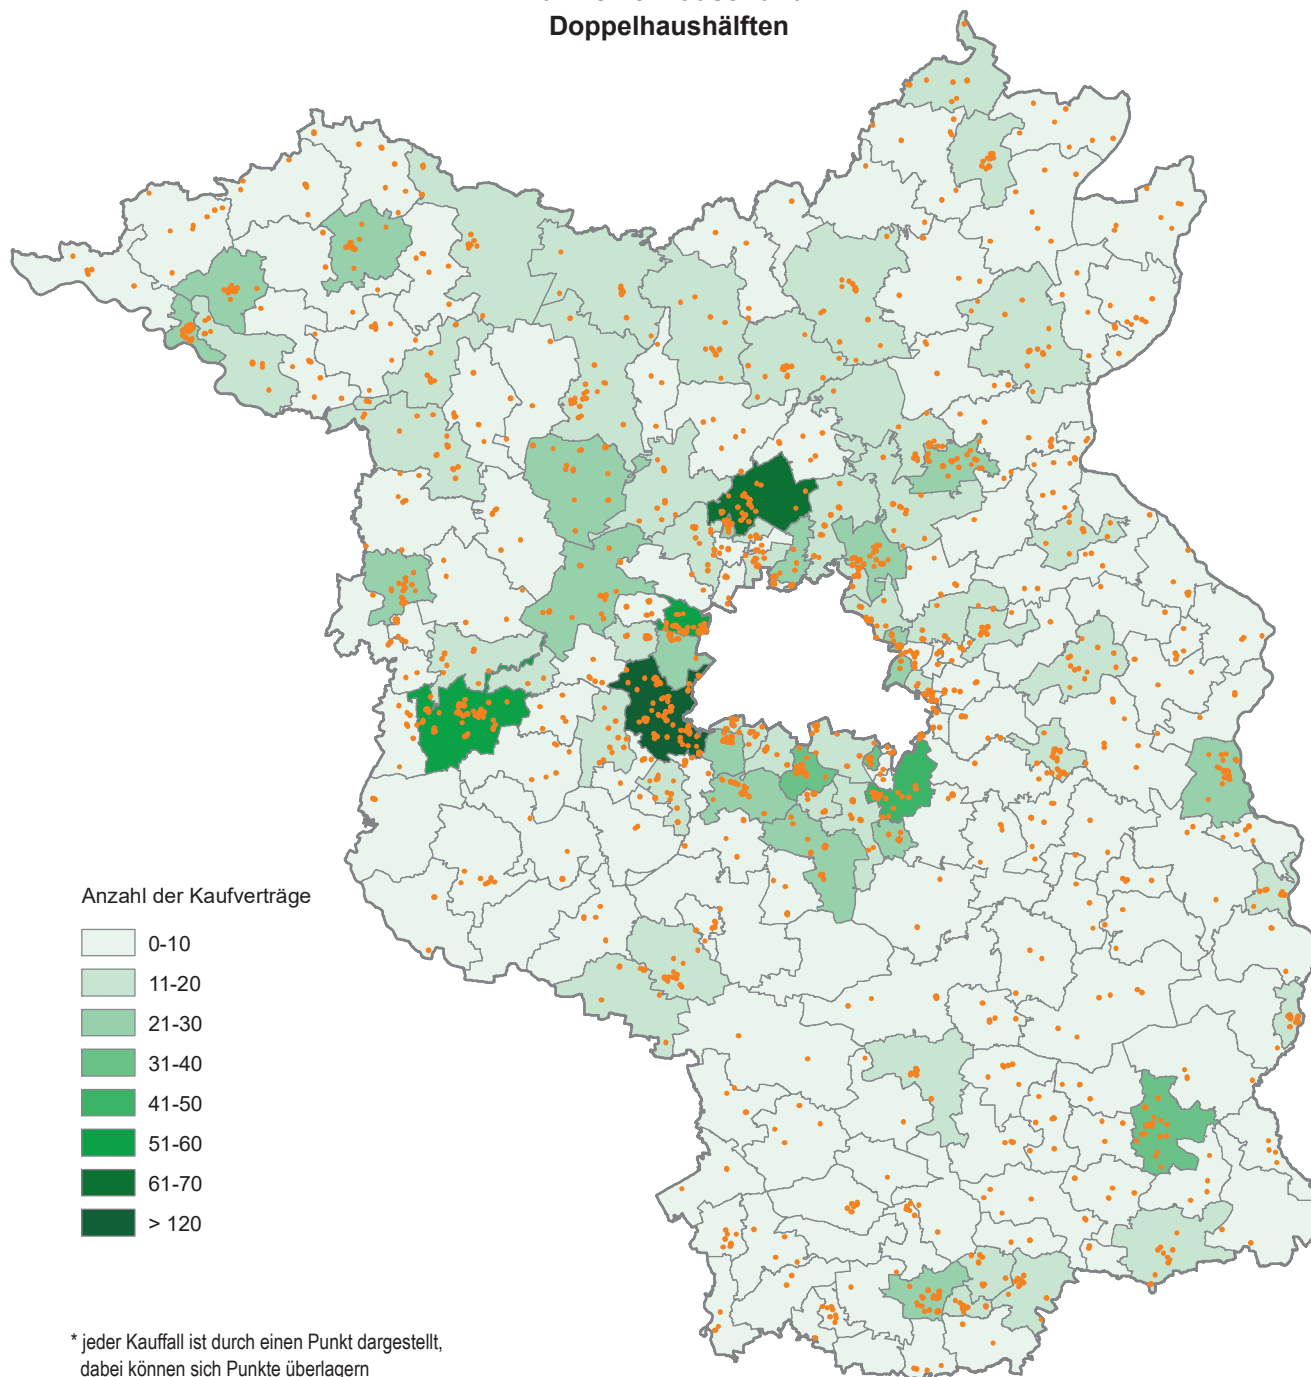 Doppelhaushälften
Anzahl der Kaufverträge
0-10
11-20
21-30
31-40
41-50
51-60
61-70
> 120
* jeder Kauffall ist durch einen Punkt dargestellt,
dabei können sich Punkte überlagern